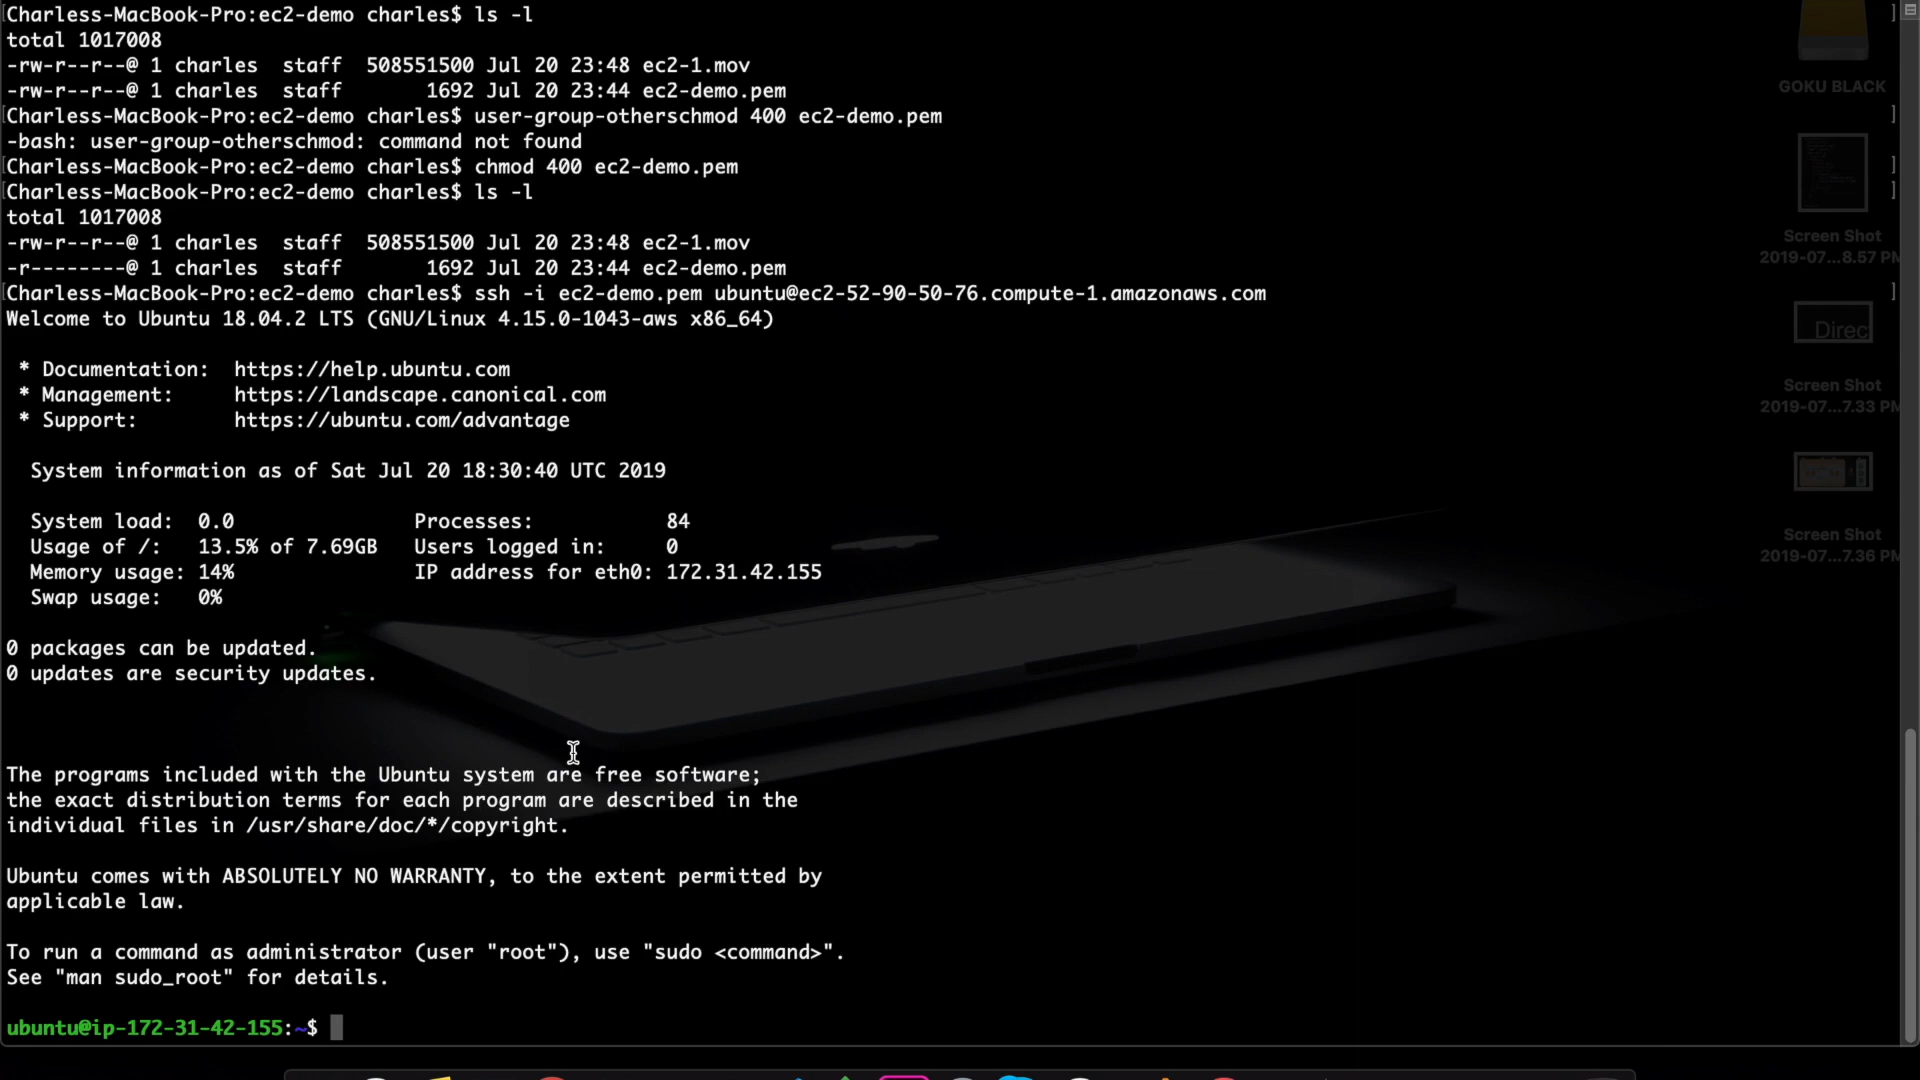 Charless-MacBook-Pro:ec2-demo charles$ ls -l
total 1017008
-rw-r--r--@ 1 charles  staff  508551500 Jul 20 23:48 ec2-1.mov
-rw-r--r--@ 1 charles  staff       1692 Jul 20 23:44 ec2-demo.pem
Charless-MacBook-Pro:ec2-demo charles$ user-group-otherschmod 400 ec2-demo.pem
-bash: user-group-otherschmod: command not found
Charless-MacBook-Pro:ec2-demo charles$ chmod 400 ec2-demo.pem
Charless-MacBook-Pro:ec2-demo charles$ ls -l
total 1017008
-rw-r--r--@ 1 charles  staff  508551500 Jul 20 23:48 ec2-1.mov
-r--------@ 1 charles  staff       1692 Jul 20 23:44 ec2-demo.pem
Charless-MacBook-Pro:ec2-demo charles$ ssh -i ec2-demo.pem ubuntu@ec2-52-90-50-76.compute-1.amazonaws.com
Welcome to Ubuntu 18.04.2 LTS (GNU/Linux 4.15.0-1043-aws x86_64)
* Documentation:  https://help.ubuntu.com
* Management:     https://landscape.canonical.com
* Support:        https://ubuntu.com/advantage
System information as of Sat Jul 20 18:30:40 UTC 2019
System load:  0.0               Processes:           84
Usage of /:   13.5% of 7.69GB   Users logged in:     0
Memory usage: 14%               IP address for eth0: 172.31.42.155
Swap usage:   0%
0 packages can be updated.
0 updates are security updates.
The programs included with the Ubuntu system are free software;
the exact distribution terms for each program are described in the
individual files in /usr/share/doc/*/copyright.
Ubuntu comes with ABSOLUTELY NO WARRANTY, to the extent permitted by
applicable law.
To run a command as administrator (user "root"), use "sudo <command>".
See "man sudo_root" for details.
ubuntu@ip-172-31-42-155:~$
GOKU BLACK
Screen Shot
2019-07...8.57 PM
Direc
Screen Shot
2019-07...7.33 PM
Screen Shot
2019-07...7.36 PM